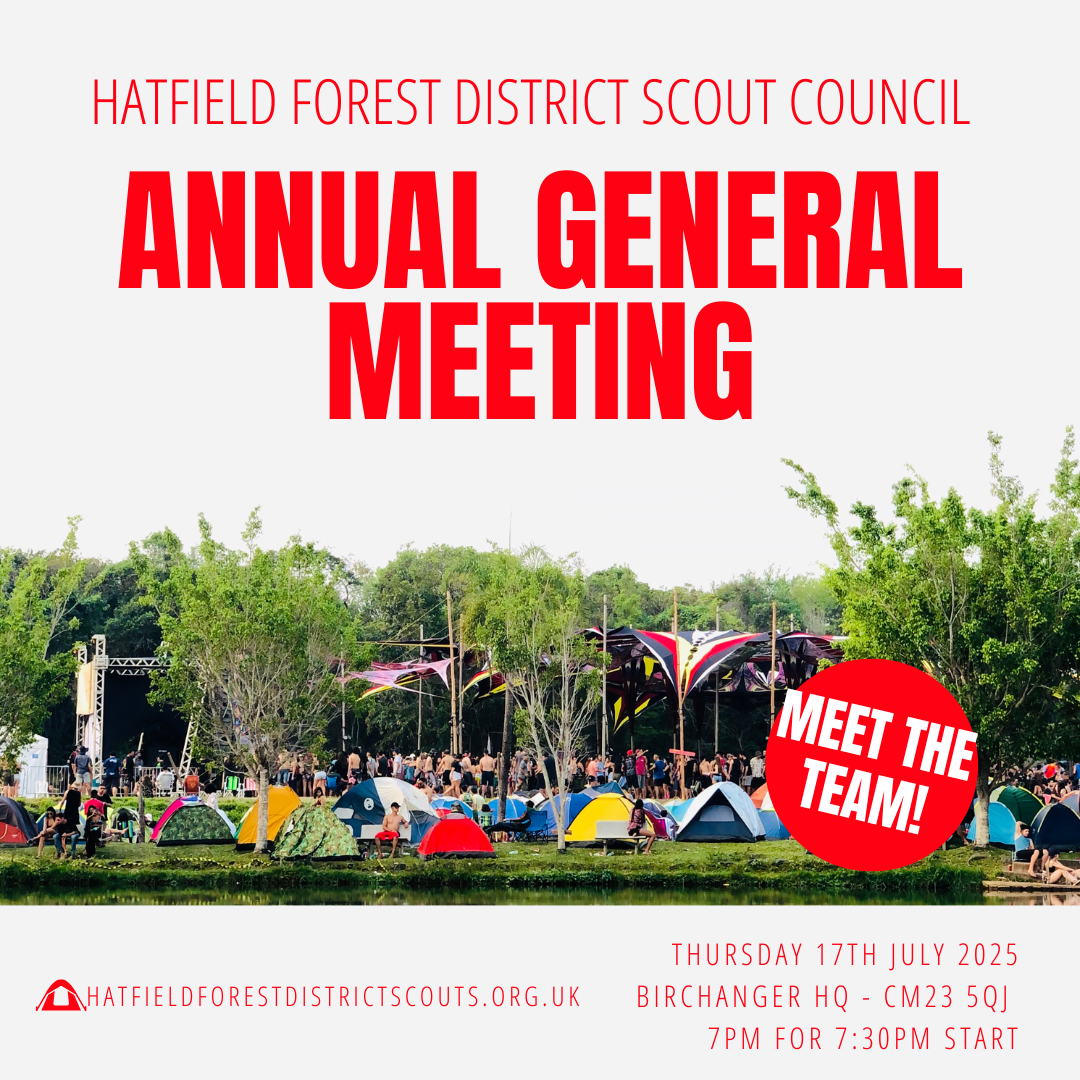 HATFIELD FOREST DISTRICT SCOUT COUNCIL
ANNUAL GENERAL
MEETING
MEET THE
TEAM!
THURSDAY 17TH JULY 2025
HATFIELDFORESTDISTRICTSCOUTS.ORG.UK
BIRCHANGER HQ - CM23 5QJ
7PM FOR 7:30PM START